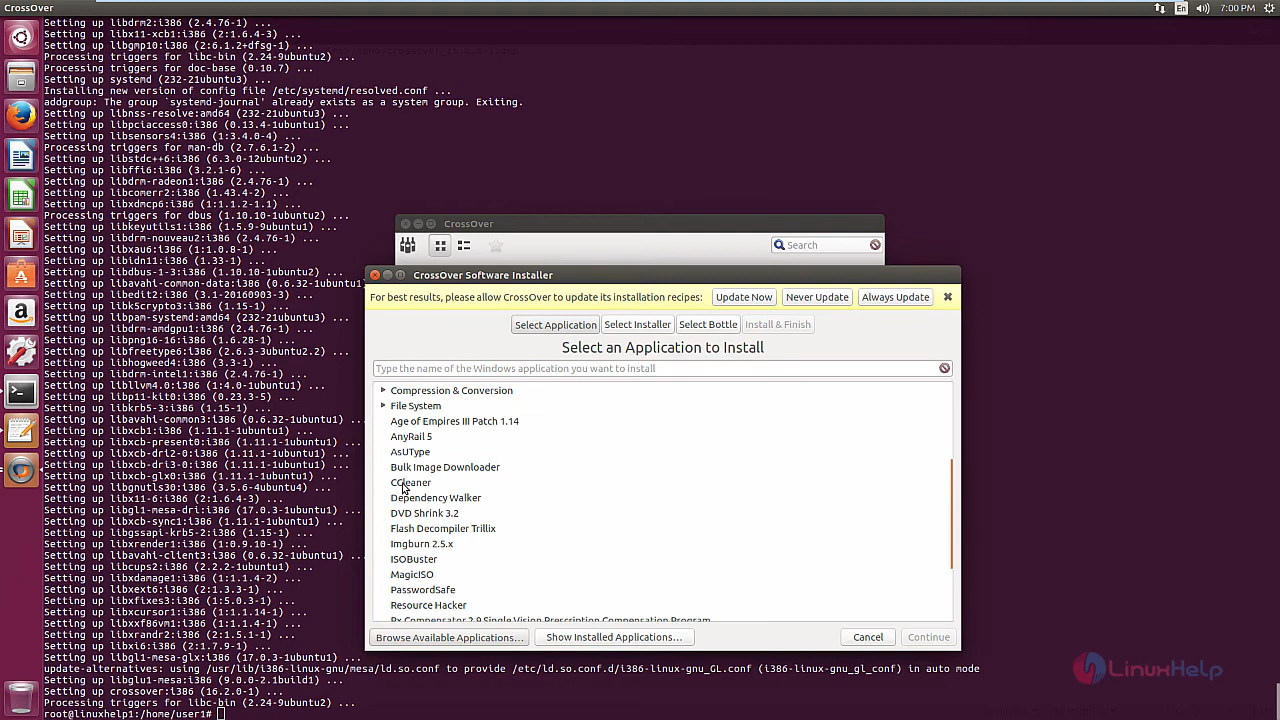 CrossOver
En
7:00 PM
Setting up libdrm2:i386 (2.4.76-1) ...
Setting up libx11-xcb1:i386 (2:1.6.4-3) ...
Setting up libgmp10:i386 (2:6.1.2+dfsg-1) ...
Processing triggers for libc-bin (2.24-9ubuntu2) ...
Processing triggers for doc-base (0.10.7) ...
Setting up systemd (232-21ubuntu3) ...
Installing new version of config file /etc/systemd/resolved.conf ...
addgroup: The group `systemd-journal' already exists as a system group. Exiting.
Setting up libnss-resolve:amd64 (232-21ubuntu3) ...
Setting up libpciaccess0:i386 (0.13.4-1ubuntu1) ...
Setting up libsensors4:i386 (1:3.4.0-4) ...
Processing triggers for man-db (2.7.6.1-2) ...
Setting up libstdc++6:i386 (6.3.0-12ubuntu2) ...
Setting up libffi6:i386 (3.2.1-6) ...
Setting up libdrm-radeon1:i386 (2.4.76-1) ...
Setting up libcomerr2:i386 (1.43.4-2) ...
Setting up libxdmcp6:i386 (1:1.1.2-1.1) ...
Processing triggers for dbus (1.10.10-1ubuntu2) ...
Setting up libkeyutils1:i386 (1.5.9-9ubuntu1) ...
Setting up libdrm-nouveau2:i386 (2.4.76-1) ...
Setting up libxau6:i386 (1:1.0.8-1) ...
Setting up libidn11:i386 (1.33-1) ...
Setting up libdbus-1-3:i386 (1.10.10-1ubuntu2) ...
Setting up libavahi-common-data:i386 (0.6.32-1ubuntu1)
Setting up libedit2:i386 (3.1-20160903-3) ...
Setting up libk5crypto3:i386 (1.15-1) ...
Setting up libpam-systemd:amd64 (232-21ubuntu3) ...
Setting up libdrm-amdgpu1:i386 (2.4.76-1) ...
Setting up libpng16-16:i386 (1.6.28-1) ...
Setting up libfreetype6:i386 (2.6.3-3ubuntu2.2) ...
Setting up libhogweed4:i386 (3.3-1) ...
Setting up libdrm-intel1:i386 (2.4.76-1) ...
Setting up libllvm4.0:i386 (1:4.0-1ubuntu1) ...
Setting up libp11-kit0:i386 (0.23.3-5) ...
Setting up libkrb5-3:i386 (1.15-1) ...
Setting up libavahi-common3:i386 (0.6.32-1ubuntu1) ...
Setting up libxcb1:i386 (1.11.1-1ubuntu1) ...
Setting up libxcb-present0:i386 (1.11.1-1ubuntu1) ...
Setting up libxcb-dri2-0:i386 (1.11.1-1ubuntu1) ...
Setting up libxcb-dri3-0:i386 (1.11.1-1ubuntu1) ...
Setting up libxcb-glx0:i386 (1.11.1-1ubuntu1) ...
Setting up libgnutls30:i386 (3.5.6-4ubuntu4) ...
Setting up libx11-6:i386 (2:1.6.4-3) ...
Setting up libgl1-mesa-dri:i386 (17.0.3-1ubuntu1) ...
Setting up libxcb-sync1:i386 (1.11.1-1ubuntu1) ...
Setting up libgssapi-krb5-2:i386 (1.15-1) ...
Setting up libxrender1:i386 (1:0.9.10-1) ...
Setting up libavahi-client3:i386 (0.6.32-1ubuntu1) ...
Setting up libcups2:i386 (2.2.2-1ubuntu1) ...
Setting up libxdamage1:i386 (1:1.1.4-2) ...
Setting up libxext6:i386 (2:1.3.3-1) ...
Setting up libxfixes3:i386 (1:5.0.3-1) ...
Setting up libxcursor1:i386 (1:1.1.14-1) ...
Setting up libxxf86vm1:i386 (1:1.1.4-1) ...
Setting up libxrandr2:i386 (2:1.5.1-1) ...
Setting up libxi6:i386 (2:1.7.9-1) ...
Setting up libgl1-mesa-glx:i386 (17.0.3-1ubuntu1) ...
update-alternatives: using /usr/lib/i386-linux-gnu/mesa/ld.so.conf to provide /etc/ld.so.conf.d/i386-linux-gnu_GL.conf (i386-linux-gnu_gl_conf) in auto mode
Setting up libglu1-mesa:i386 (9.0.0-2.1build1) ...
Setting up crossover:i386 (16.2.0-1) ...
Processing triggers for libc-bin (2.24-9ubuntu2) ...
root@linuxhelp1:/home/user1#
CrossOver
Search
CrossOver Software Installer
For best results, please allow CrossOver to update its installation recipes:
Update Now
Never Update
Always Update
Select Application
Select Installer
Select Bottle
Install & Finish
Select an Application to Install
Type the name of the Windows application you want to install
Compression & Conversion
File System
Age of Empires III Patch 1.14
AnyRail 5
AsUType
Bulk Image Downloader
CCleaner
Dependency Walker
DVD Shrink 3.2
Flash Decompiler Trillix
Imgburn 2.5.x
ISOBuster
MagicISO
PasswordSafe
Resource Hacker
Rx Compensator 2.9 Single Vision Prescription Compensation Program
Browse Available Applications...
Show Installed Applications...
Cancel
Continue
LinuxHelp